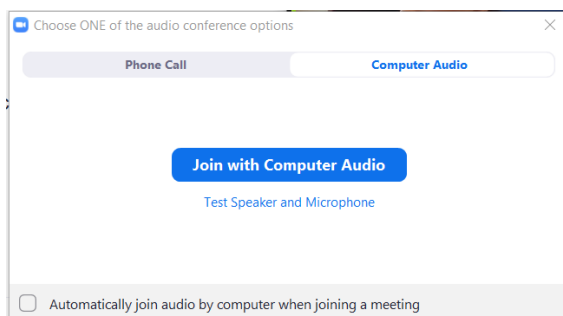 Choose ONE of the audio conference options
Phone Call Computer Audio
Join with Computer Audio
Test Speaker and Microphone
Automatically join audio by computer when joining a meeting